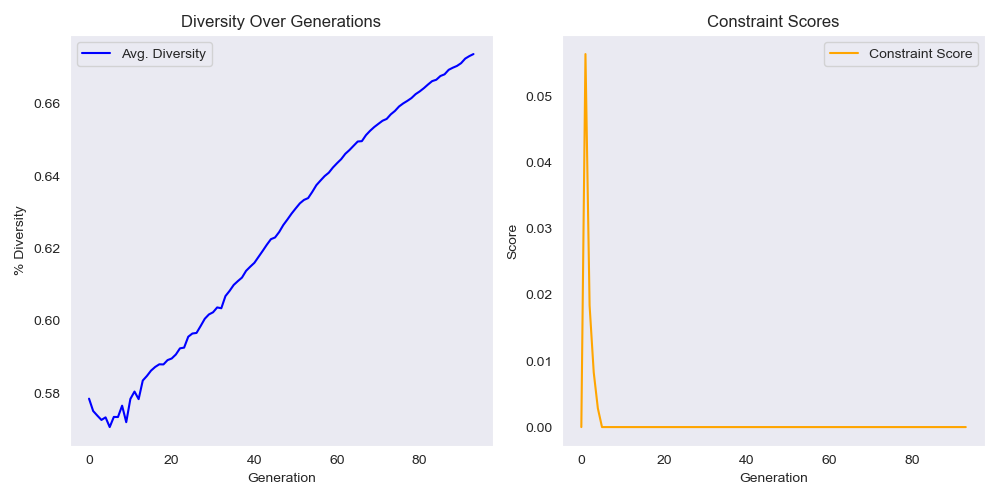 Diversity Over Generations
Avg. Diversity
% Diversity
0.66
0.64
0.62
0.60
0.58
0
20
40
60
80
Generation
Constraint Scores
Constraint Score
Score
0.05
0.04
0.03
0.02
0.01
0.00
0
20
40
60
80
Generation